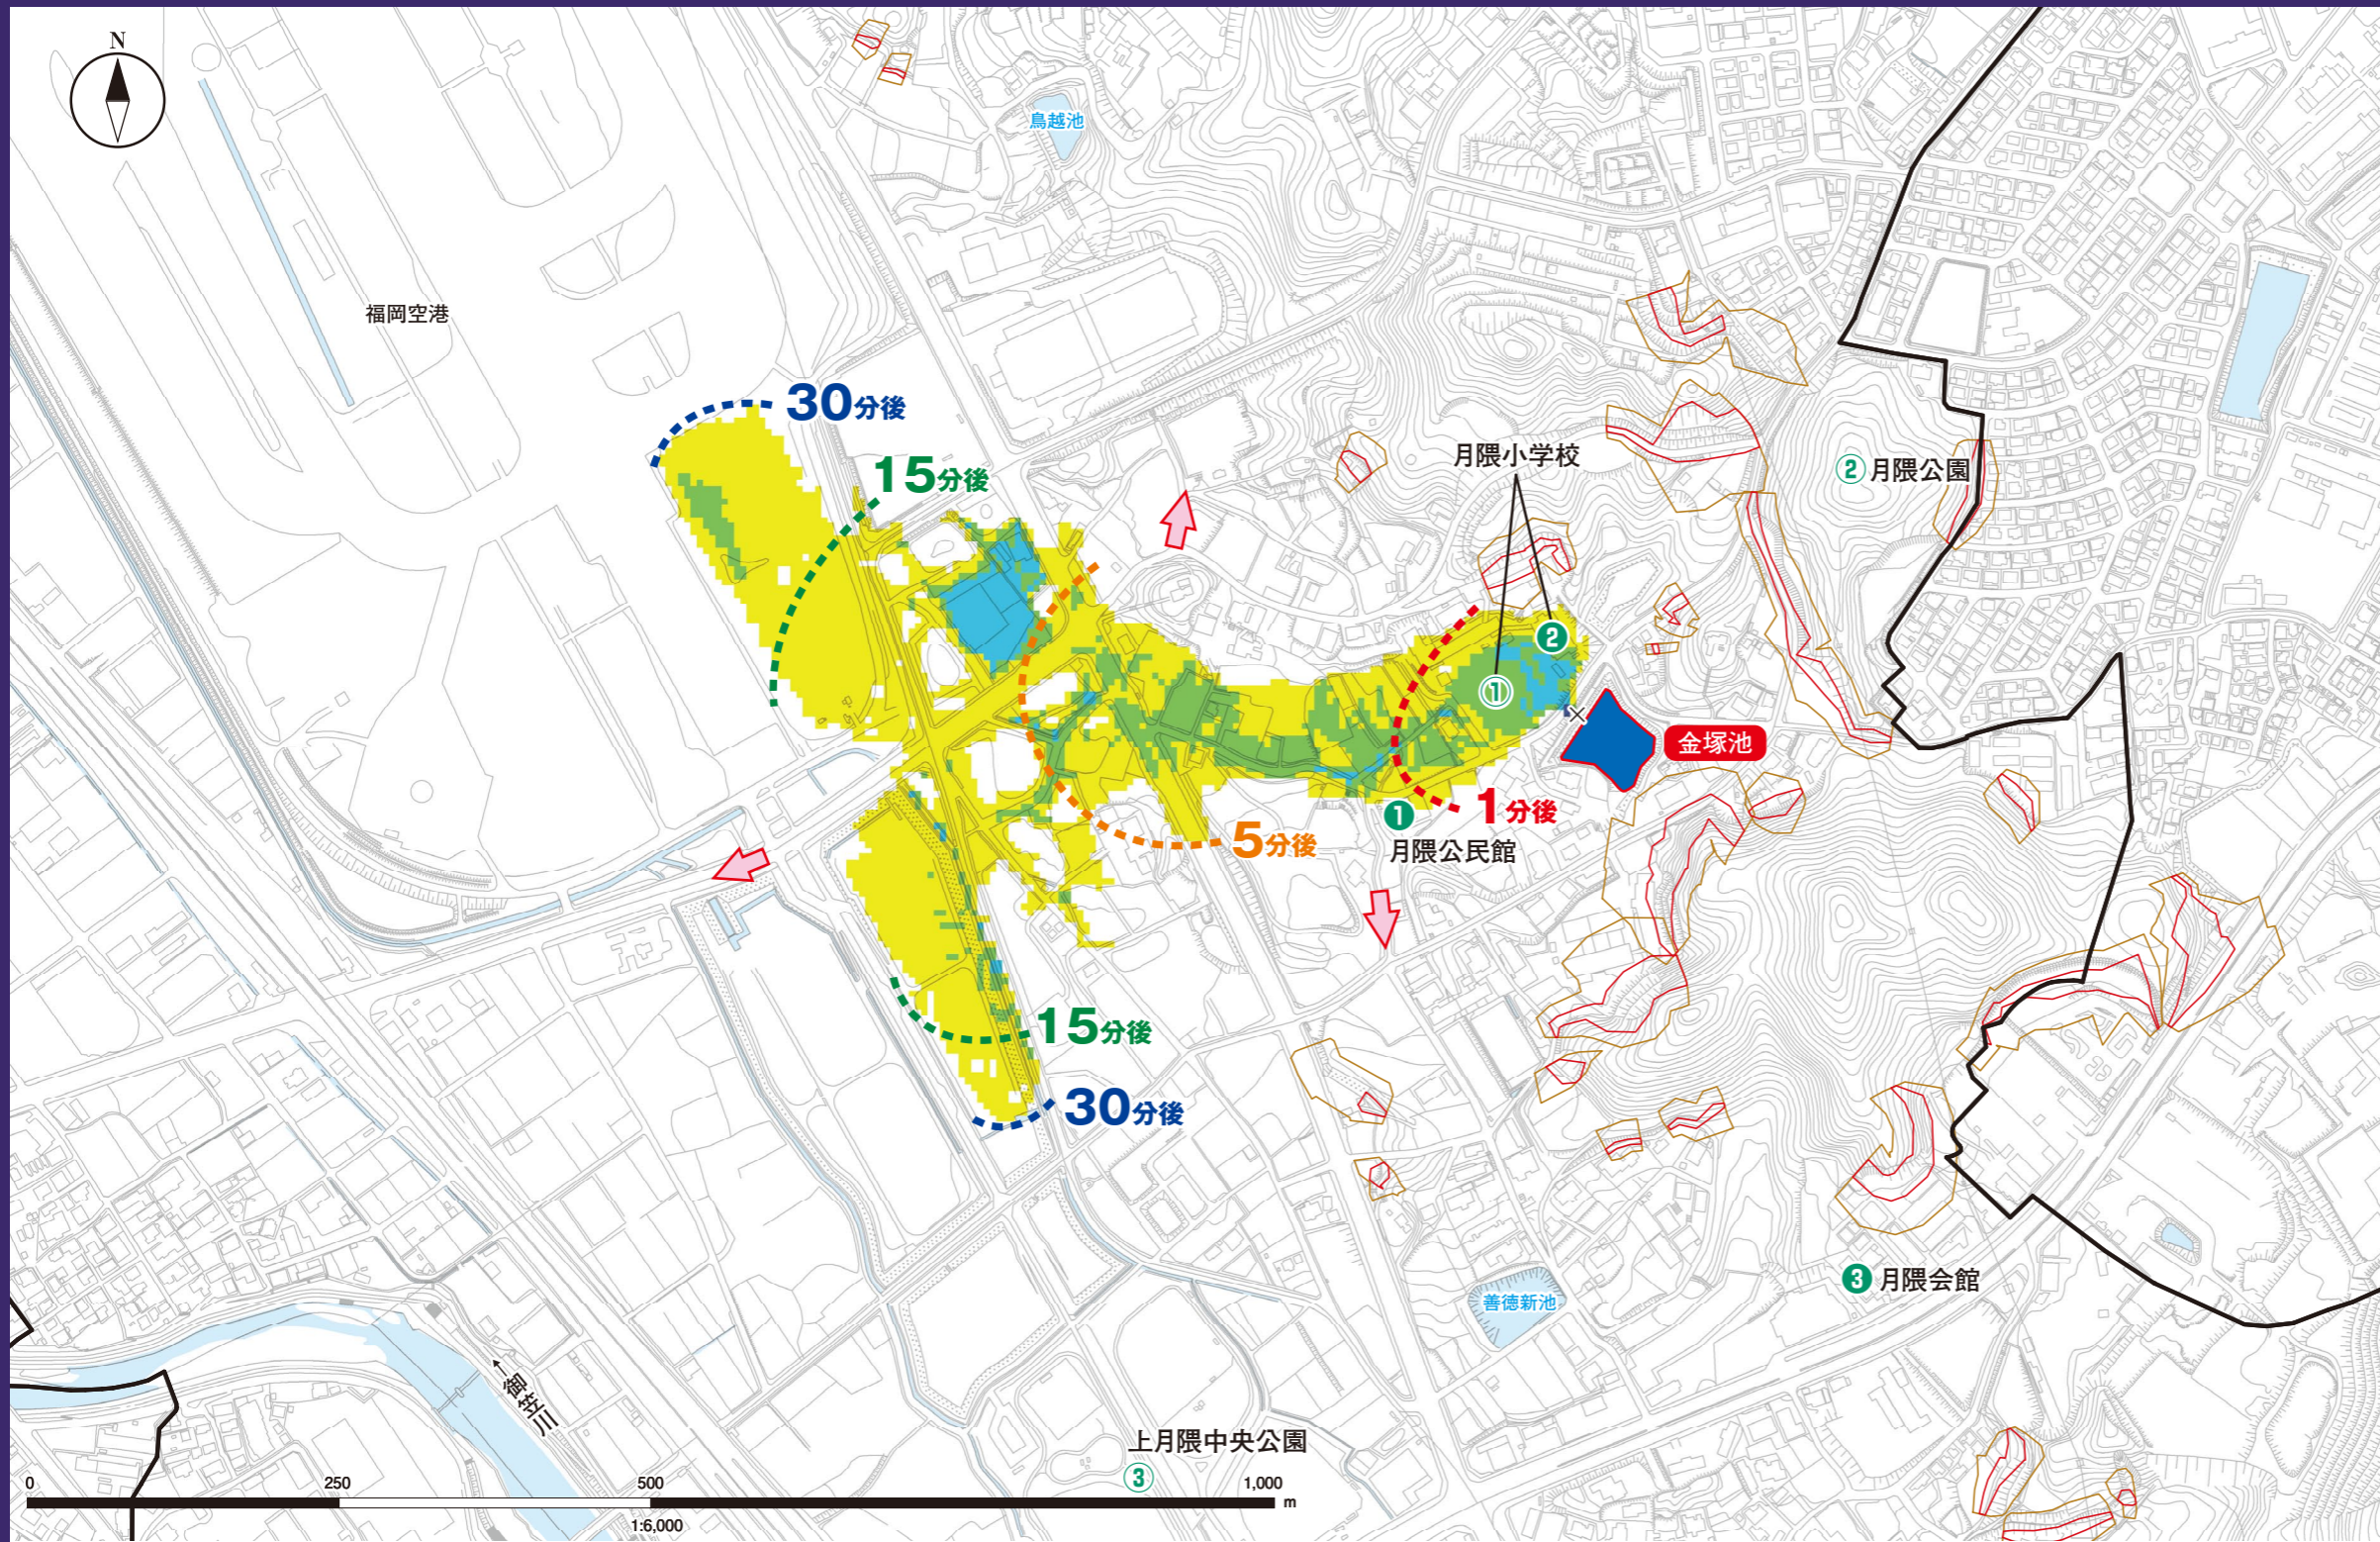 N
鳥越池
福岡空港
30分後
15分後
月隈小学校
②月隈公園
❷
①
金塚池
❶
1分後
月隈公民館
5分後
15分後
30分後
❸月隈会館
善徳新池
←御笠川
上月隈中央公園
③
0 250 500 1,000
m
1:6,000